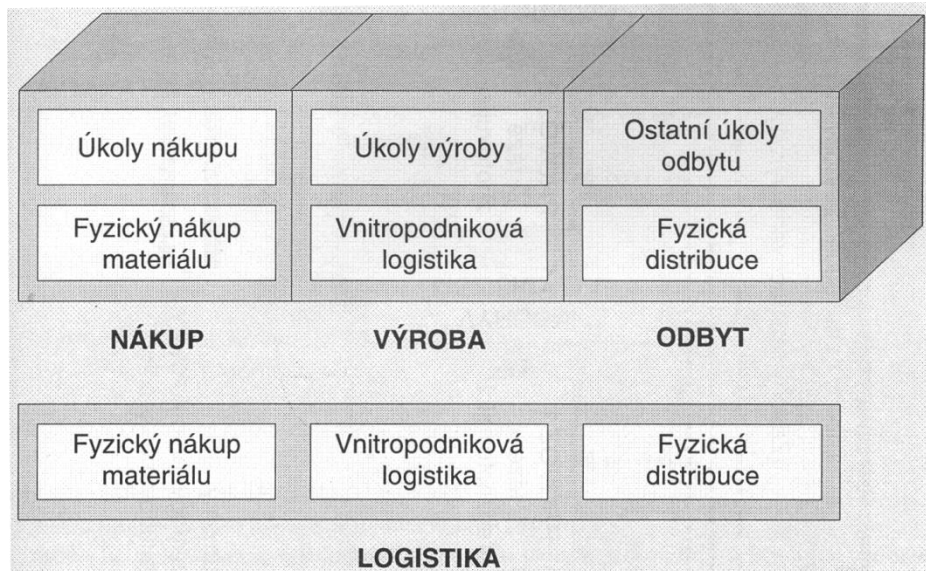 Úkoly nákupu
Úkoly výroby
Ostatní úkoly
odbytu
Fyzický nákup
materiálu
Vnitropodniková
logistika
Fyzická
distribuce
NÁKUP
VÝROBA
ODBYT
Fyzický nákup
materiálu
Vnitropodniková
logistika
Fyzická
distribuce
LOGISTIKA